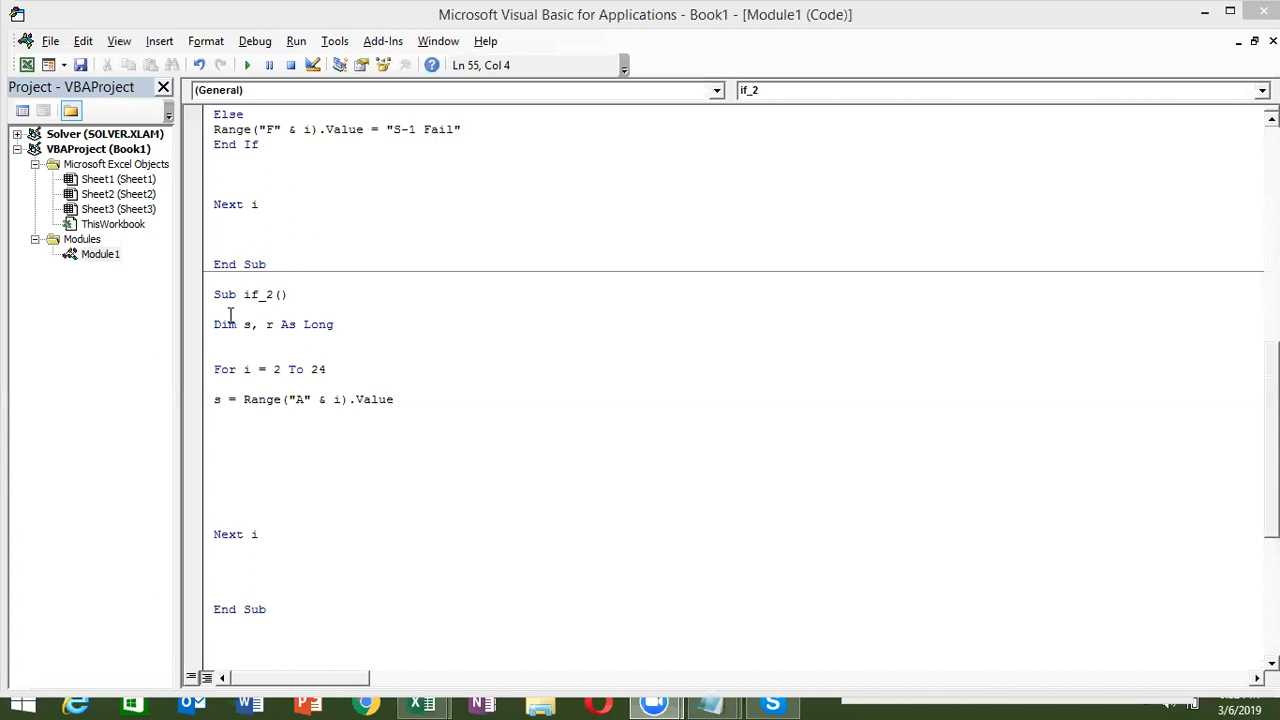 Microsoft Visual Basic for Applications - Book1 - [Module1 (Code)]
File Edit View Insert Format Debug Run Tools Add-Ins Window Help
Ln 55, Col 4
Project - VBAProject
(General)
if_2
Solver (SOLVER.XLAM)
VBAProject (Book1)
Microsoft Excel Objects
Sheet1 (Sheet1)
Sheet2 (Sheet2)
Sheet3 (Sheet3)
ThisWorkbook
Modules
Module1
Else
Range("F" & i).Value = "S-1 Fail"
End If
Next i
End Sub
Sub if_2()
Dim s, r As Long
For i = 2 To 24
s = Range("A" & i).Value
Next i
End Sub
3/6/2019